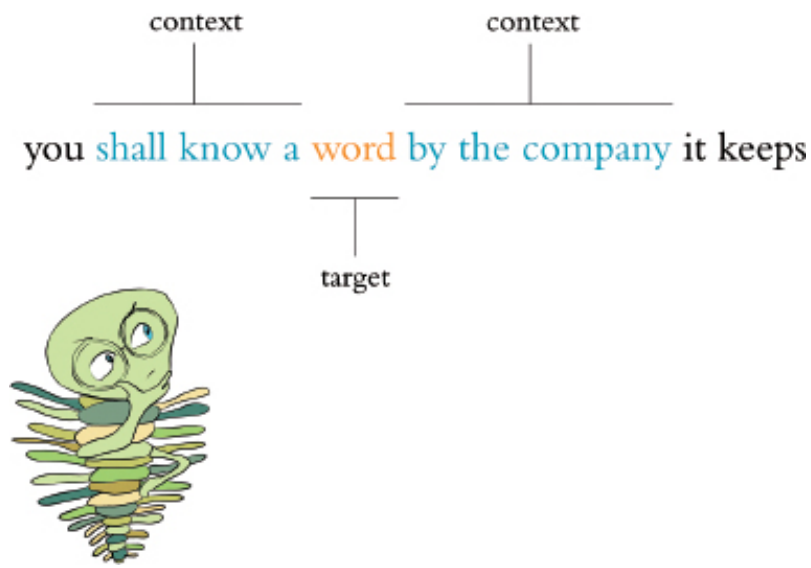 context context
you shall know a word by the company it keeps
target